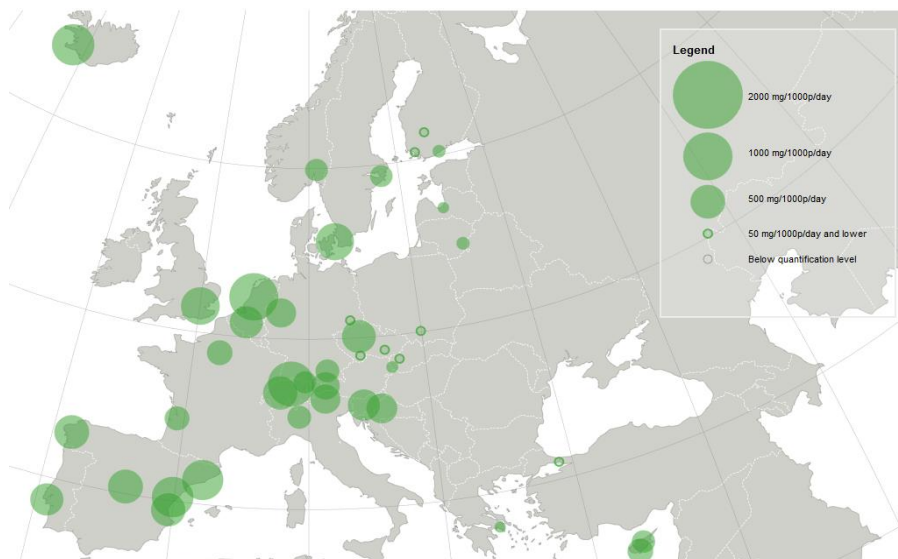 Legend
2000 mg/1000p/day
1000 mg/1000p/day
500 mg/1000p/day
50 mg/1000p/day and lower
Below quantification level